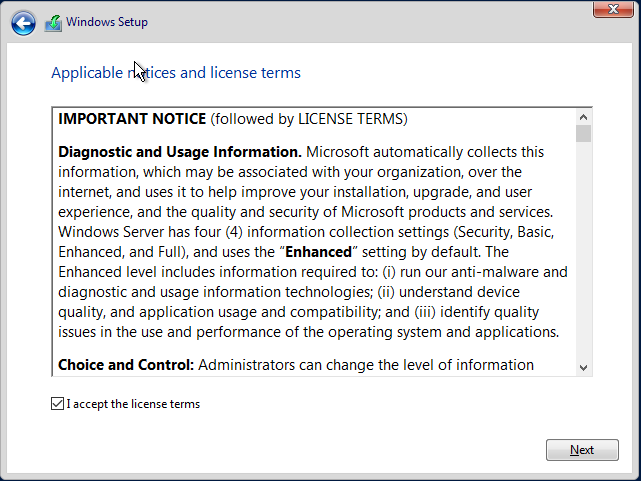 Windows Setup
Applicable notices and license terms
IMPORTANT NOTICE (followed by LICENSE TERMS)
Diagnostic and Usage Information. Microsoft automatically collects this
information, which may be associated with your organization, over the
internet, and uses it to help improve your installation, upgrade, and user
experience, and the quality and security of Microsoft products and services.
Windows Server has four (4) information collection settings (Security, Basic,
Enhanced, and Full), and uses the “Enhanced” setting by default. The
Enhanced level includes information required to: (i) run our anti-malware and
diagnostic and usage information technologies; (ii) understand device
quality, and application usage and compatibility; and (iii) identify quality
issues in the use and performance of the operating system and applications.
Choice and Control: Administrators can change the level of information
I accept the license terms
Next